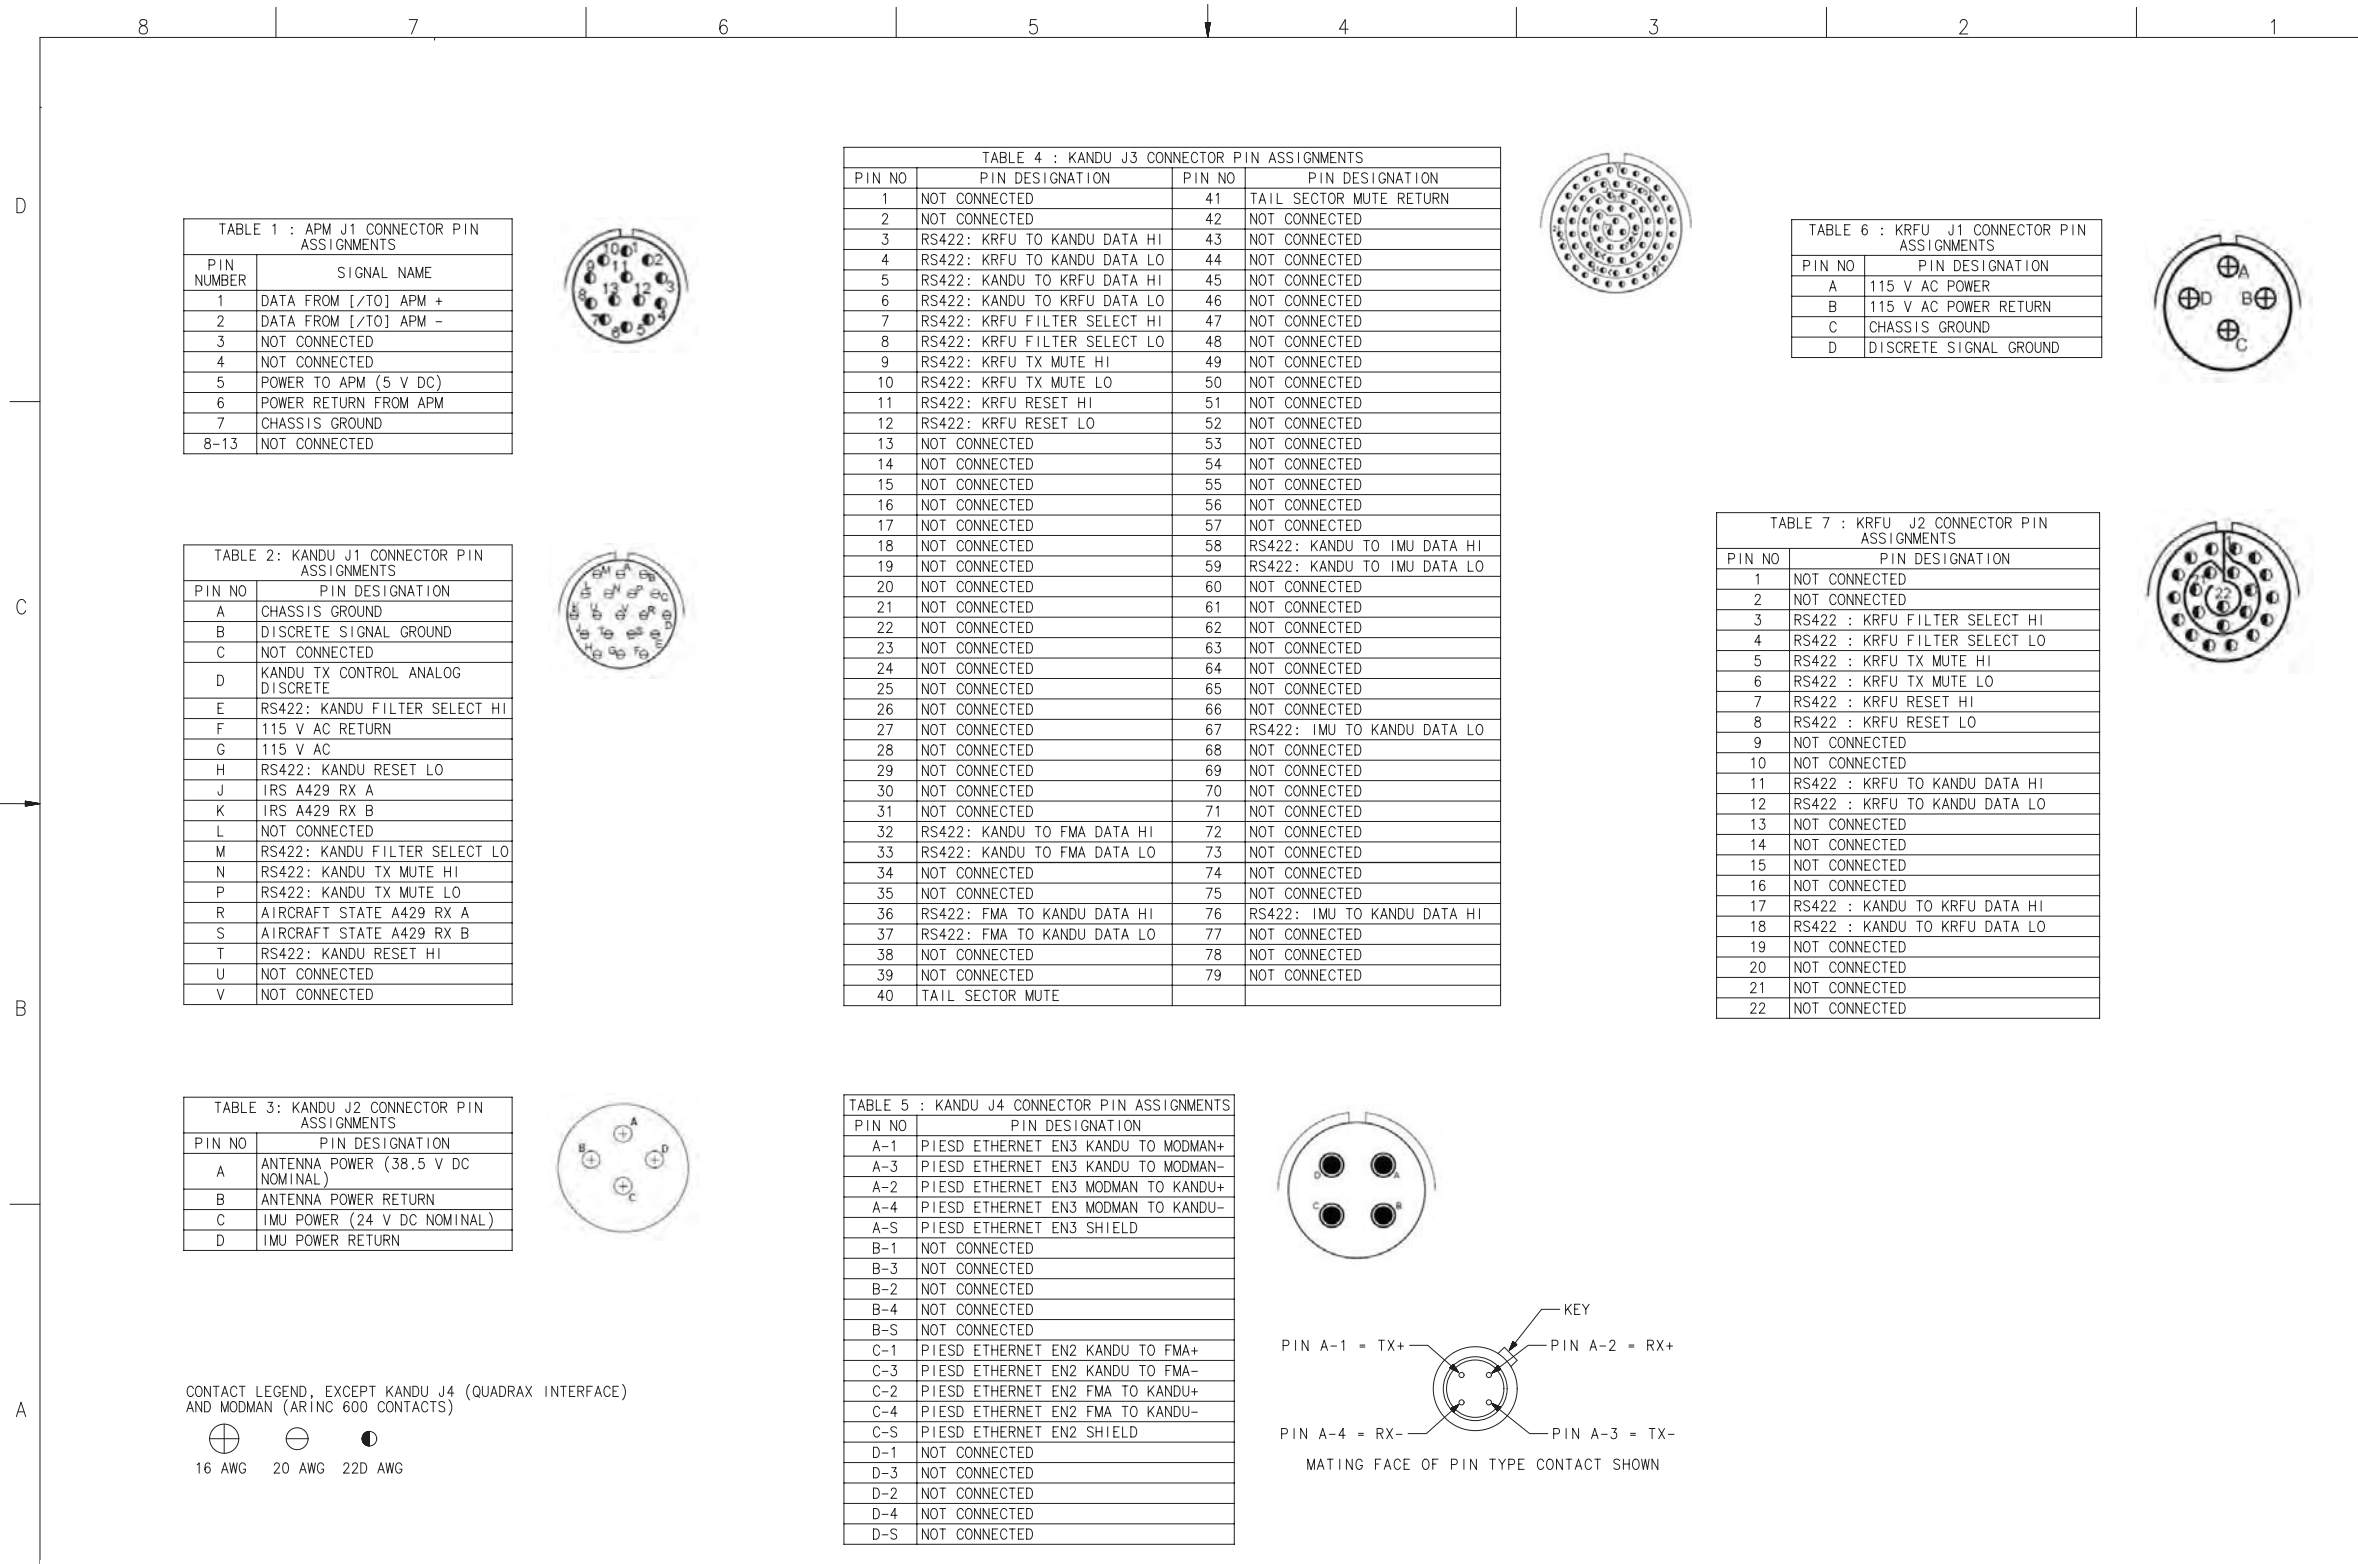 8 7 6 5 4 3 2 1
D
C
B
A
TABLE 1 : APM J1 CONNECTOR PIN
ASSIGNMENTS
PIN
NUMBER SIGNAL NAME
1 DATA FROM [/TO] APM +
2 DATA FROM [/TO] APM -
3 NOT CONNECTED
4 NOT CONNECTED
5 POWER TO APM (5 V DC)
6 POWER RETURN FROM APM
7 CHASSIS GROUND
8-13 NOT CONNECTED
10 1
2
9 11
3
8 13 12
7 6 5 4
TABLE 2: KANDU J1 CONNECTOR PIN
ASSIGNMENTS
PIN NO PIN DESIGNATION
A CHASSIS GROUND
B DISCRETE SIGNAL GROUND
C NOT CONNECTED
D KANDU TX CONTROL ANALOG
DISCRETE
E RS422: KANDU FILTER SELECT HI
F 115 V AC RETURN
G 115 V AC
H RS422: KANDU RESET LO
J IRS A429 RX A
K IRS A429 RX B
L NOT CONNECTED
M RS422: KANDU FILTER SELECT LO
N RS422: KANDU TX MUTE HI
P RS422: KANDU TX MUTE LO
R AIRCRAFT STATE A429 RX A
S AIRCRAFT STATE A429 RX B
T RS422: KANDU RESET HI
U NOT CONNECTED
V NOT CONNECTED
M A B
L N P C
K U V R
D
J T S E
H G F
TABLE 3: KANDU J2 CONNECTOR PIN
ASSIGNMENTS
PIN NO PIN DESIGNATION
A ANTENNA POWER (38.5 V DC
NOMINAL)
B ANTENNA POWER RETURN
C IMU POWER (24 V DC NOMINAL)
D IMU POWER RETURN
A
B D
C
CONTACT LEGEND, EXCEPT KANDU J4 (QUADRAX INTERFACE)
AND MODMAN (ARINC 600 CONTACTS)
16 AWG 20 AWG 22D AWG
TABLE 4 : KANDU J3 CONNECTOR PIN ASSIGNMENTS
PIN NO PIN DESIGNATION PIN NO PIN DESIGNATION
1 NOT CONNECTED 41 TAIL SECTOR MUTE RETURN
2 NOT CONNECTED 42 NOT CONNECTED
3 RS422: KRFU TO KANDU DATA HI 43 NOT CONNECTED
4 RS422: KRFU TO KANDU DATA LO 44 NOT CONNECTED
5 RS422: KANDU TO KRFU DATA HI 45 NOT CONNECTED
6 RS422: KANDU TO KRFU DATA LO 46 NOT CONNECTED
7 RS422: KRFU FILTER SELECT HI 47 NOT CONNECTED
8 RS422: KRFU FILTER SELECT LO 48 NOT CONNECTED
9 RS422: KRFU TX MUTE HI 49 NOT CONNECTED
10 RS422: KRFU TX MUTE LO 50 NOT CONNECTED
11 RS422: KRFU RESET HI 51 NOT CONNECTED
12 RS422: KRFU RESET LO 52 NOT CONNECTED
13 NOT CONNECTED 53 NOT CONNECTED
14 NOT CONNECTED 54 NOT CONNECTED
15 NOT CONNECTED 55 NOT CONNECTED
16 NOT CONNECTED 56 NOT CONNECTED
17 NOT CONNECTED 57 NOT CONNECTED
18 NOT CONNECTED 58 RS422: KANDU TO IMU DATA HI
19 NOT CONNECTED 59 RS422: KANDU TO IMU DATA LO
20 NOT CONNECTED 60 NOT CONNECTED
21 NOT CONNECTED 61 NOT CONNECTED
22 NOT CONNECTED 62 NOT CONNECTED
23 NOT CONNECTED 63 NOT CONNECTED
24 NOT CONNECTED 64 NOT CONNECTED
25 NOT CONNECTED 65 NOT CONNECTED
26 NOT CONNECTED 66 NOT CONNECTED
27 NOT CONNECTED 67 RS422: IMU TO KANDU DATA LO
28 NOT CONNECTED 68 NOT CONNECTED
29 NOT CONNECTED 69 NOT CONNECTED
30 NOT CONNECTED 70 NOT CONNECTED
31 NOT CONNECTED 71 NOT CONNECTED
32 RS422: KANDU TO FMA DATA HI 72 NOT CONNECTED
33 RS422: KANDU TO FMA DATA LO 73 NOT CONNECTED
34 NOT CONNECTED 74 NOT CONNECTED
35 NOT CONNECTED 75 NOT CONNECTED
36 RS422: FMA TO KANDU DATA HI 76 RS422: IMU TO KANDU DATA HI
37 RS422: FMA TO KANDU DATA LO 77 NOT CONNECTED
38 NOT CONNECTED 78 NOT CONNECTED
39 NOT CONNECTED 79 NOT CONNECTED
40 TAIL SECTOR MUTE
TABLE 5 : KANDU J4 CONNECTOR PIN ASSIGNMENTS
PIN NO PIN DESIGNATION
A-1 PIESD ETHERNET EN3 KANDU TO MODMAN+
A-3 PIESD ETHERNET EN3 KANDU TO MODMAN-
A-2 PIESD ETHERNET EN3 MODMAN TO KANDU+
A-4 PIESD ETHERNET EN3 MODMAN TO KANDU-
A-S PIESD ETHERNET EN3 SHIELD
B-1 NOT CONNECTED
B-3 NOT CONNECTED
B-2 NOT CONNECTED
B-4 NOT CONNECTED
B-S NOT CONNECTED
C-1 PIESD ETHERNET EN2 KANDU TO FMA+
C-3 PIESD ETHERNET EN2 KANDU TO FMA-
C-2 PIESD ETHERNET EN2 FMA TO KANDU+
C-4 PIESD ETHERNET EN2 FMA TO KANDU-
C-S PIESD ETHERNET EN2 SHIELD
D-1 NOT CONNECTED
D-3 NOT CONNECTED
D-2 NOT CONNECTED
D-4 NOT CONNECTED
D-S NOT CONNECTED
D A
C B
KEY
PIN A-1 = TX+ PIN A-2 = RX+
PIN A-4 = RX- PIN A-3 = TX-
MATING FACE OF PIN TYPE CONTACT SHOWN
TABLE 6 : KRFU J1 CONNECTOR PIN
ASSIGNMENTS
PIN NO PIN DESIGNATION
A 115 V AC POWER
B 115 V AC POWER RETURN
C CHASSIS GROUND
D DISCRETE SIGNAL GROUND
A
D B
C
TABLE 7 : KRFU J2 CONNECTOR PIN
ASSIGNMENTS
PIN NO PIN DESIGNATION
1 NOT CONNECTED
2 NOT CONNECTED
3 RS422 : KRFU FILTER SELECT HI
4 RS422 : KRFU FILTER SELECT LO
5 RS422 : KRFU TX MUTE HI
6 RS422 : KRFU TX MUTE LO
7 RS422 : KRFU RESET HI
8 RS422 : KRFU RESET LO
9 NOT CONNECTED
10 NOT CONNECTED
11 RS422 : KRFU TO KANDU DATA HI
12 RS422 : KRFU TO KANDU DATA LO
13 NOT CONNECTED
14 NOT CONNECTED
15 NOT CONNECTED
16 NOT CONNECTED
17 RS422 : KANDU TO KRFU DATA HI
18 RS422 : KANDU TO KRFU DATA LO
19 NOT CONNECTED
20 NOT CONNECTED
21 NOT CONNECTED
22 NOT CONNECTED
1
21
22